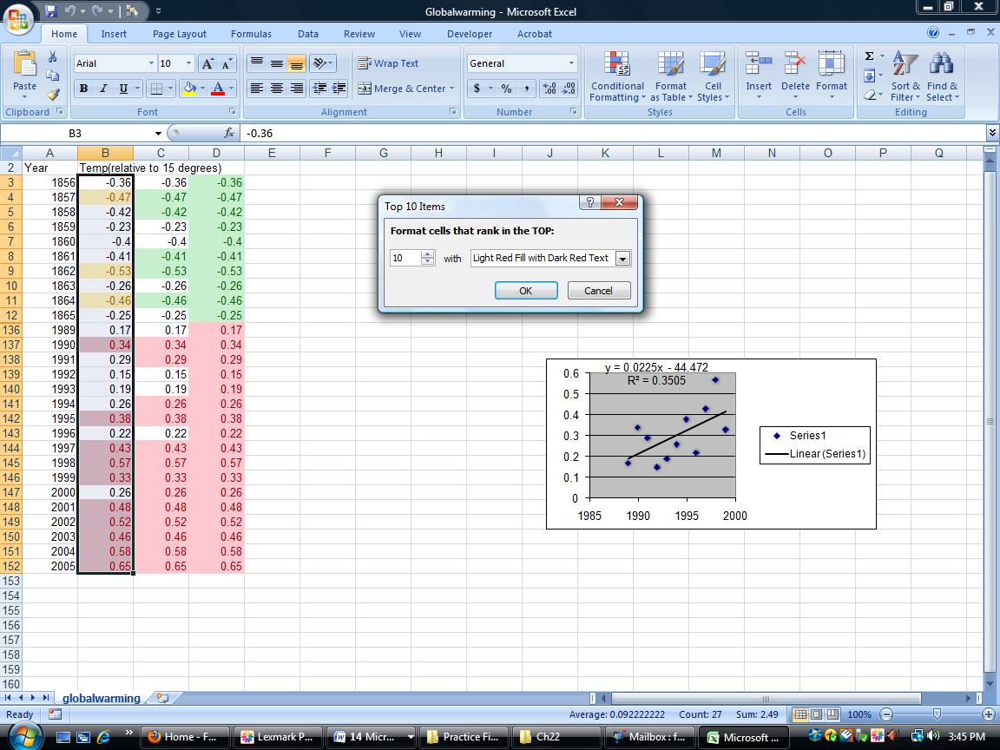 Globalwarming - Microsoft Excel
Home Insert Page Layout Formulas Data Review View Developer Acrobat
Paste
Arial 10
B I U
Wrap Text
Merge & Center
General
$ % ,
Conditional Formatting
Format as Table
Cell Styles
Insert Delete Format
Σ
Sort & Filter
Find & Select
Clipboard Font Alignment Number Styles Cells Editing
B3 fx -0.36
A B C D E F G H I J K L M N O P Q
2 Year Temp(relative to 15 degrees)
3 1856 -0.36 -0.36 -0.36
4 1857 -0.47 -0.47 -0.47
5 1858 -0.42 -0.42 -0.42
6 1859 -0.23 -0.23 -0.23
7 1860 -0.4 -0.4 -0.4
8 1861 -0.41 -0.41 -0.41
9 1862 -0.53 -0.53 -0.53
10 1863 -0.26 -0.26 -0.26
11 1864 -0.46 -0.46 -0.46
12 1865 -0.25 -0.25 -0.25
136 1989 0.17 0.17 0.17
137 1990 0.34 0.34 0.34
138 1991 0.29 0.29 0.29
139 1992 0.15 0.15 0.15
140 1993 0.19 0.19 0.19
141 1994 0.26 0.26 0.26
142 1995 0.38 0.38 0.38
143 1996 0.22 0.22 0.22
144 1997 0.43 0.43 0.43
145 1998 0.57 0.57 0.57
146 1999 0.33 0.33 0.33
147 2000 0.26 0.26 0.26
148 2001 0.48 0.48 0.48
149 2002 0.52 0.52 0.52
150 2003 0.46 0.46 0.46
151 2004 0.58 0.58 0.58
152 2005 0.65 0.65 0.65
153
154
155
156
157
158
159
160
Top 10 Items
Format cells that rank in the TOP:
10 with Light Red Fill with Dark Red Text
OK Cancel
y = 0.0225x - 44.472
R² = 0.3505
0.6
0.5
0.4
0.3
0.2
0.1
0
1985 1990 1995 2000
Series1
Linear (Series1)
globalwarming
Ready Average: 0.092222222 Count: 27 Sum: 2.49 100%
Home - F... Lexmark P... 14 Micr... Practice Fi... Ch22 Mailbox : f... Microsoft ... 3:45 PM